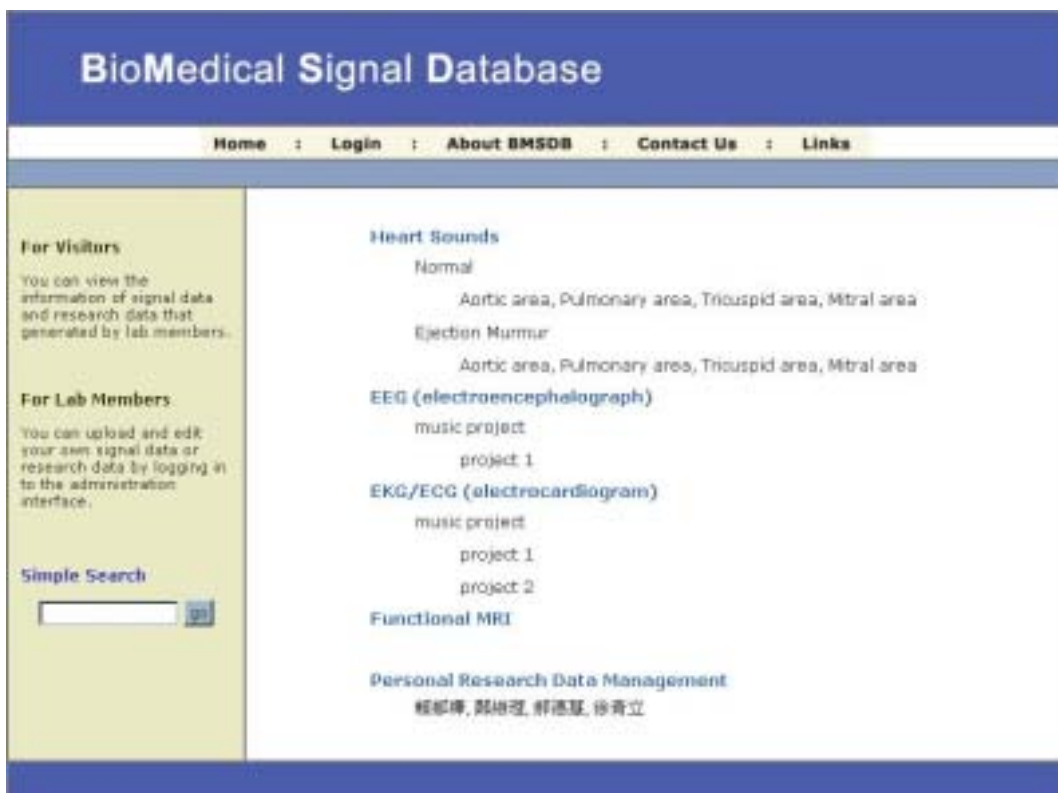 BioMedical Signal Database
Home : Login : About BMSDB : Contact Us : Links
For Visitors
You can view the
information of signal data
and research data that
generated by lab members.
For Lab Members
You can upload and edit
your own signal data or
research data by logging in
to the administration
interface.
Simple Search
go
Heart Sounds
Normal
Aortic area, Pulmonary area, Tricuspid area, Mitral area
Ejection Murmur
Aortic area, Pulmonary area, Tricuspid area, Mitral area
EEG (electroencephalograph)
music project
project 1
EKG/ECG (electrocardiogram)
music project
project 1
project 2
Functional MRI
Personal Research Data Management